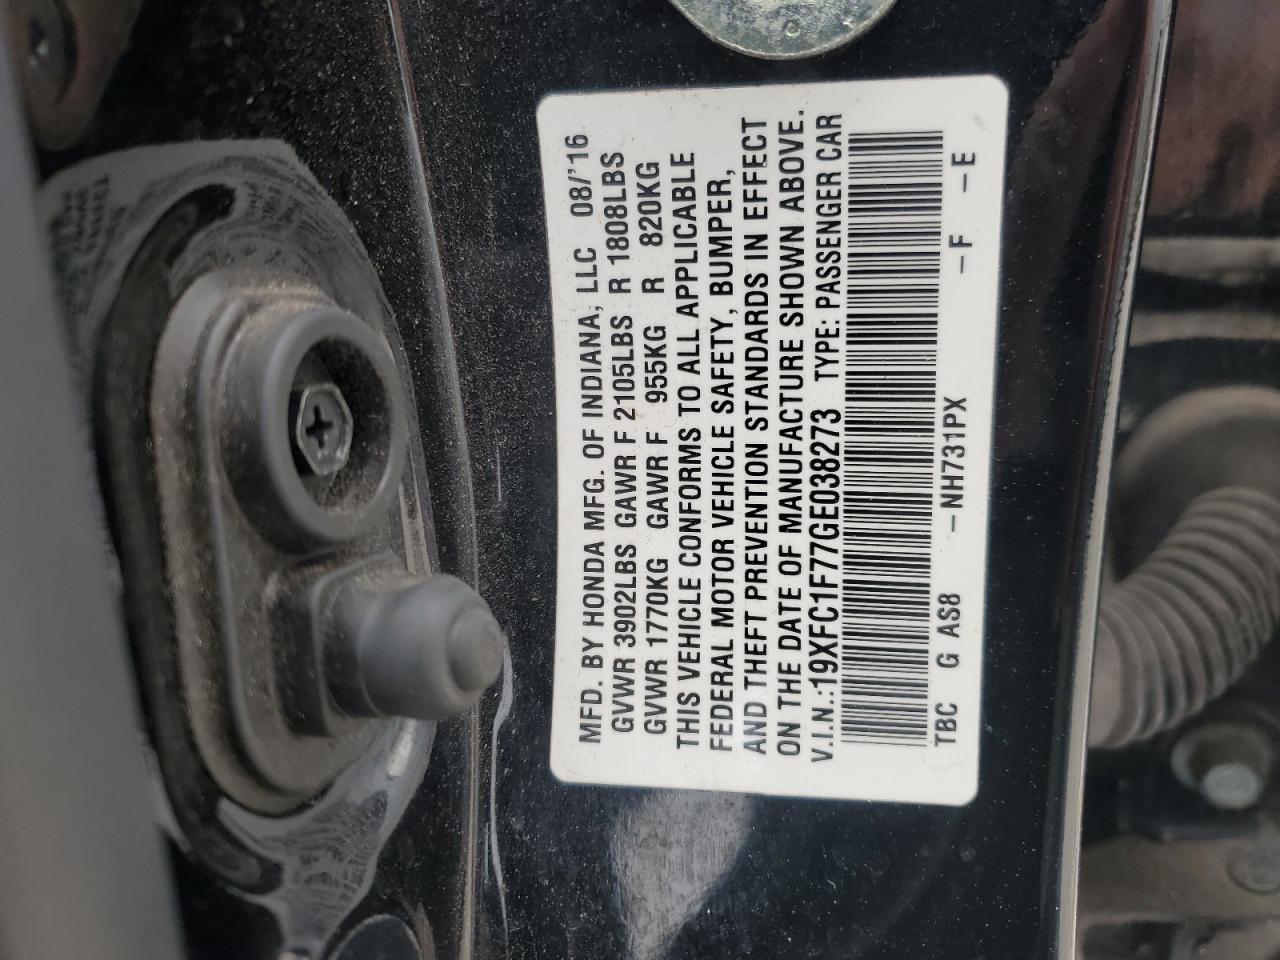 MFD. BY HONDA MFG. OF INDIANA, LLC 08/'16
GVWR 3902LBS GAWR F 2105LBS R 1808LBS
GVWR 1770KG GAWR F 955KG R 820KG
THIS VEHICLE CONFORMS TO ALL APPLICABLE
FEDERAL MOTOR VEHICLE SAFETY, BUMPER,
AND THEFT PREVENTION STANDARDS IN EFFECT
ON THE DATE OF MANUFACTURE SHOWN ABOVE.
V.I.N.:19XFC1F77GE038273 TYPE: PASSENGER CAR
TBC G AS8 -NH731PX -F -E